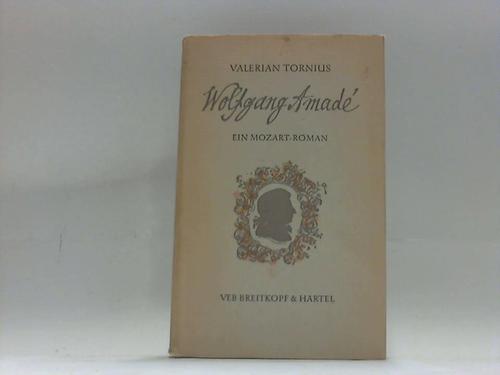 VALERIAN TORNIUS
Wolfgang Amadé
EIN MOZART-ROMAN
VEB BREITKOPF & HÄRTEL